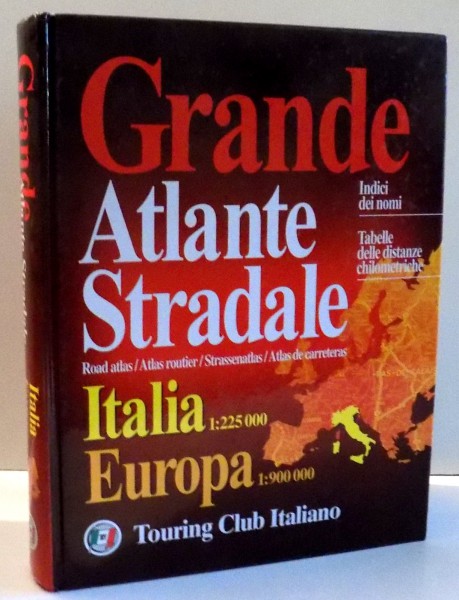 Grande
Atlante
Stradale
Road atlas / Atlas routier / Strassenatlas / Atlas de carreteras
Indici
dei nomi
Tabelle
delle distanze
chilometriche
Italia 1:225 000
Europa 1:900 000
Touring Club Italiano
Grande
Italia